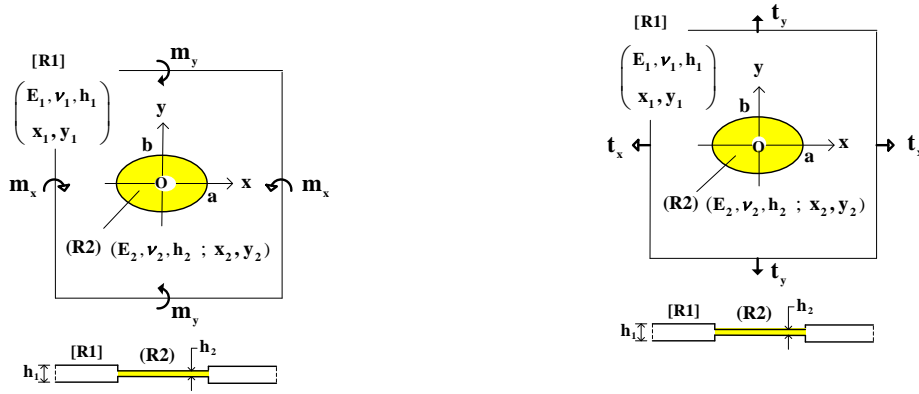 [R1]
m_y
E_1, ν_1, h_1
x_1, y_1
y
b
m_x
O
x
m_x
a
(R2) (E_2, ν_2, h_2 ; x_2, y_2)
m_y
[R1] (R2) h_2
h_1
[R1]
t_y
E_1, ν_1, h_1
x_1, y_1
y
b
t_x
O
x
t_x
a
(R2) (E_2, ν_2, h_2 ; x_2, y_2)
t_y
[R1] (R2) h_2
h_1